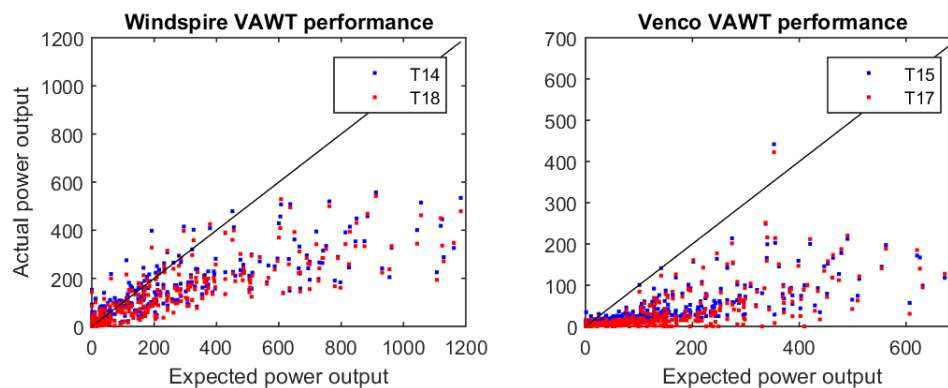 Windspire VAWT performance
1200
1000
800
600
400
200
0
Actual power output
T14
T18
0 200 400 600 800 1000 1200
Expected power output
Venco VAWT performance
700
600
500
400
300
200
100
0
T15
T17
0 200 400 600
Expected power output